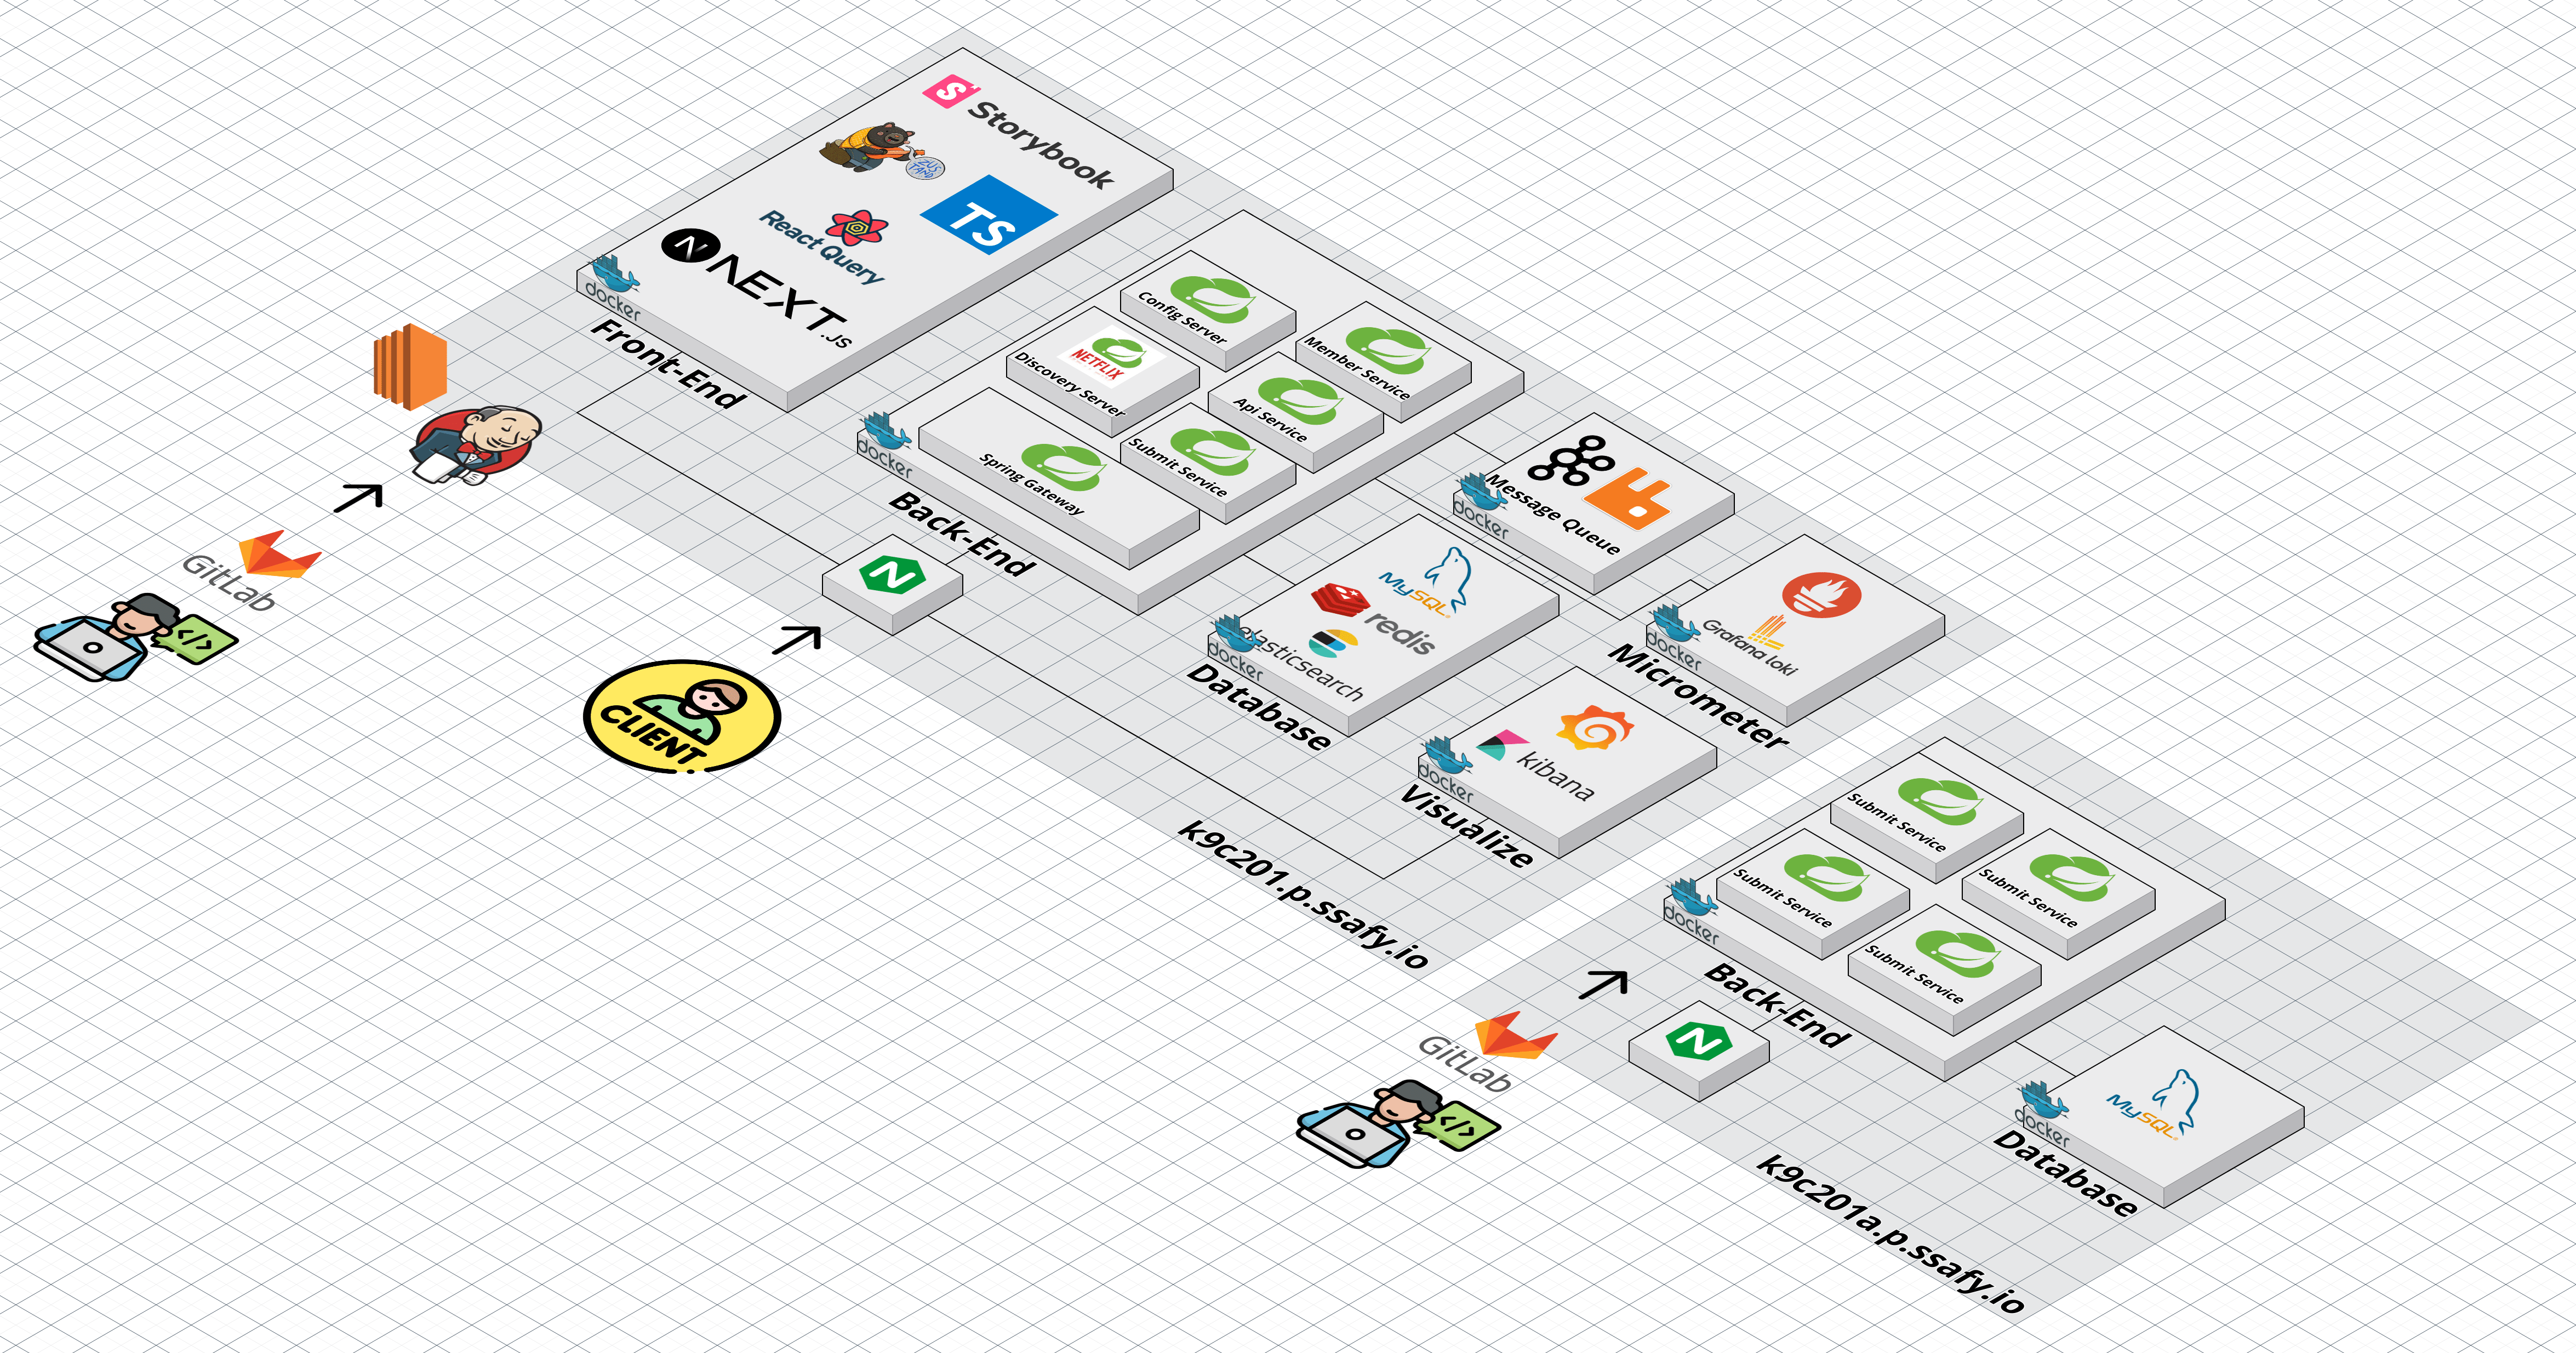 Storybook
ZUS
TAND
TS
React Query
N NEXT.JS
docker
Front-End
Config Server
Member Service
NETFLIX
Discovery Server
Api Service
Submit Service
Spring Gateway
docker
Back-End
Message Queue
docker
GitLab
</>
N
CLIENT
MySQL
redis
elasticsearch
docker
Database
Grafana loki
docker
Micrometer
kibana
docker
Visualize
k9c201.p.ssafy.io
Submit Service
Submit Service
Submit Service
Submit Service
docker
Back-End
GitLab
</>
N
MySQL
docker
Database
k9c201a.p.ssafy.io